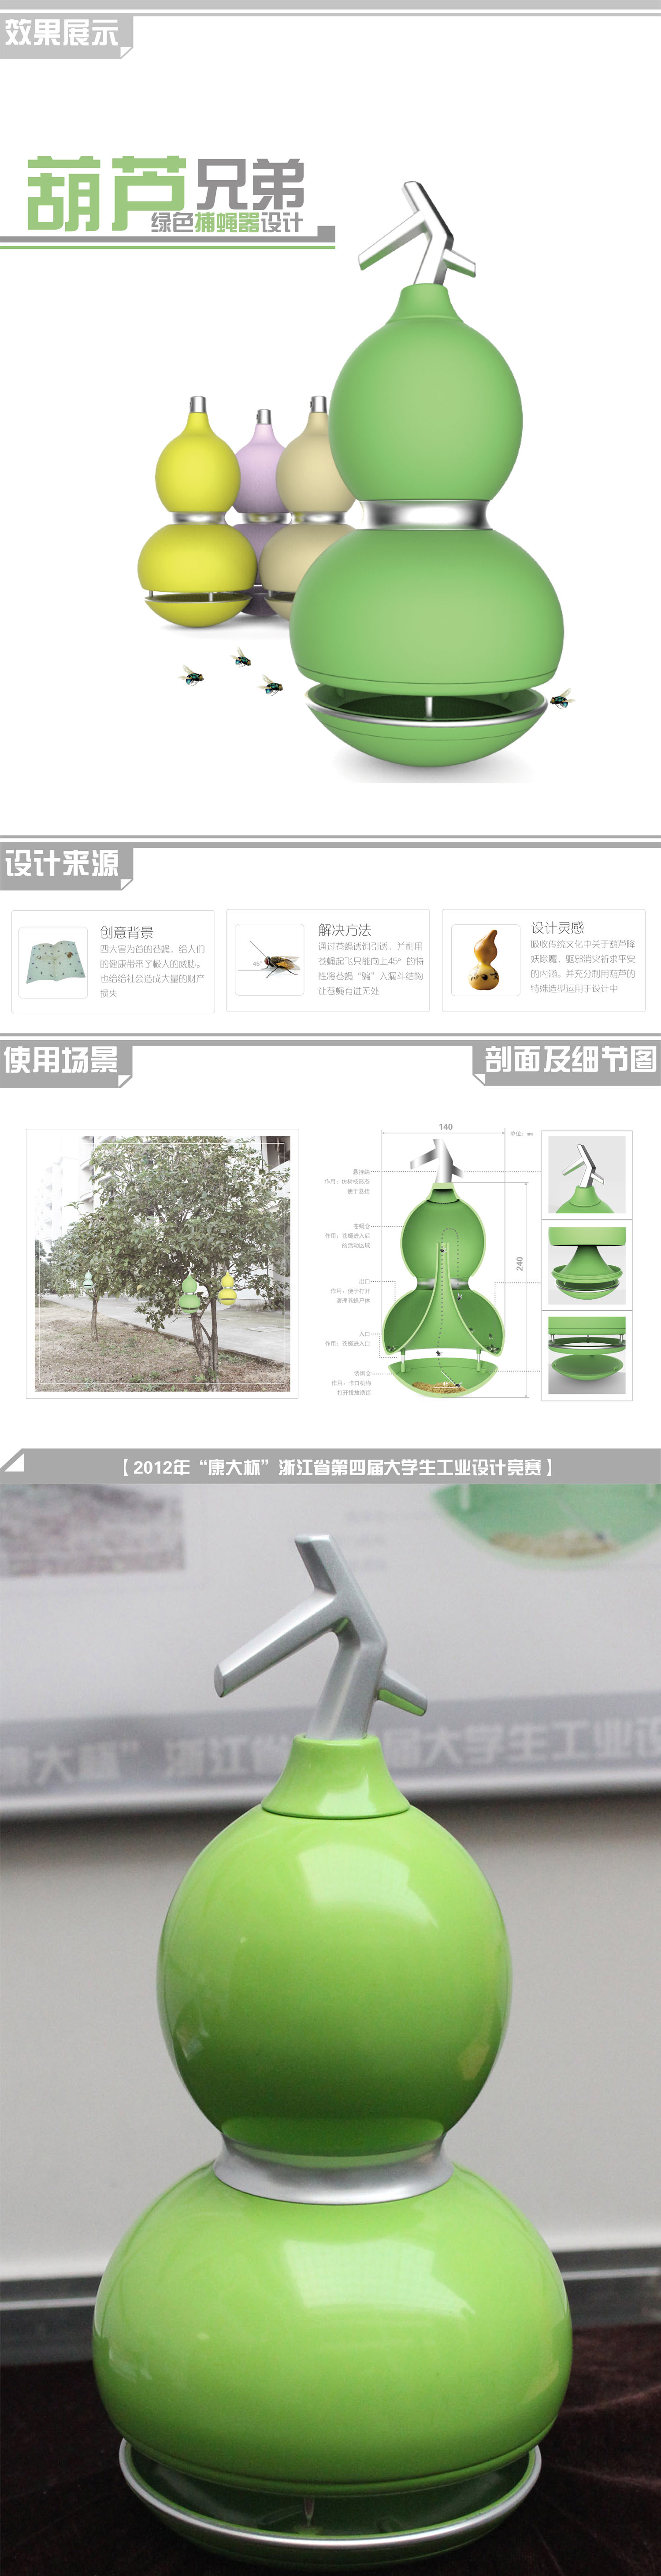 效果展示
葫芦兄弟
绿色捕蝇器设计
设计来源
创意背景
四大害为首的苍蝇，给人们
的健康带来了极大的威胁。
也给给社公造成大量的财产
损失
解决方法
通过苍蝇诱饵引诱，并利用
苍蝇起飞只能向上45°的特
性将苍蝇“骗”入漏斗结构
让苍蝇有进无处
45°
设计灵感
吸收传统文化中关于葫芦降
妖除魔、驱邪消灾祈求平安
的内涵。并充分利用葫芦的
特殊造型运用于设计中
使用场景
剖面及细节图
140
单位：mm
240
悬挂阀
作用：仿树枝形态
便于悬挂
苍蝇仓
作用：苍蝇进入后
的活动区域
出口
作用：便于打开
清理苍蝇尸体
入口
作用：苍蝇进入口
诱饵仓
作用：卡口机构
打开投放诱饵
【2012年“康大杯”浙江省第四届大学生工业设计竞赛】
康大杯”浙江省第四届大学生工业设